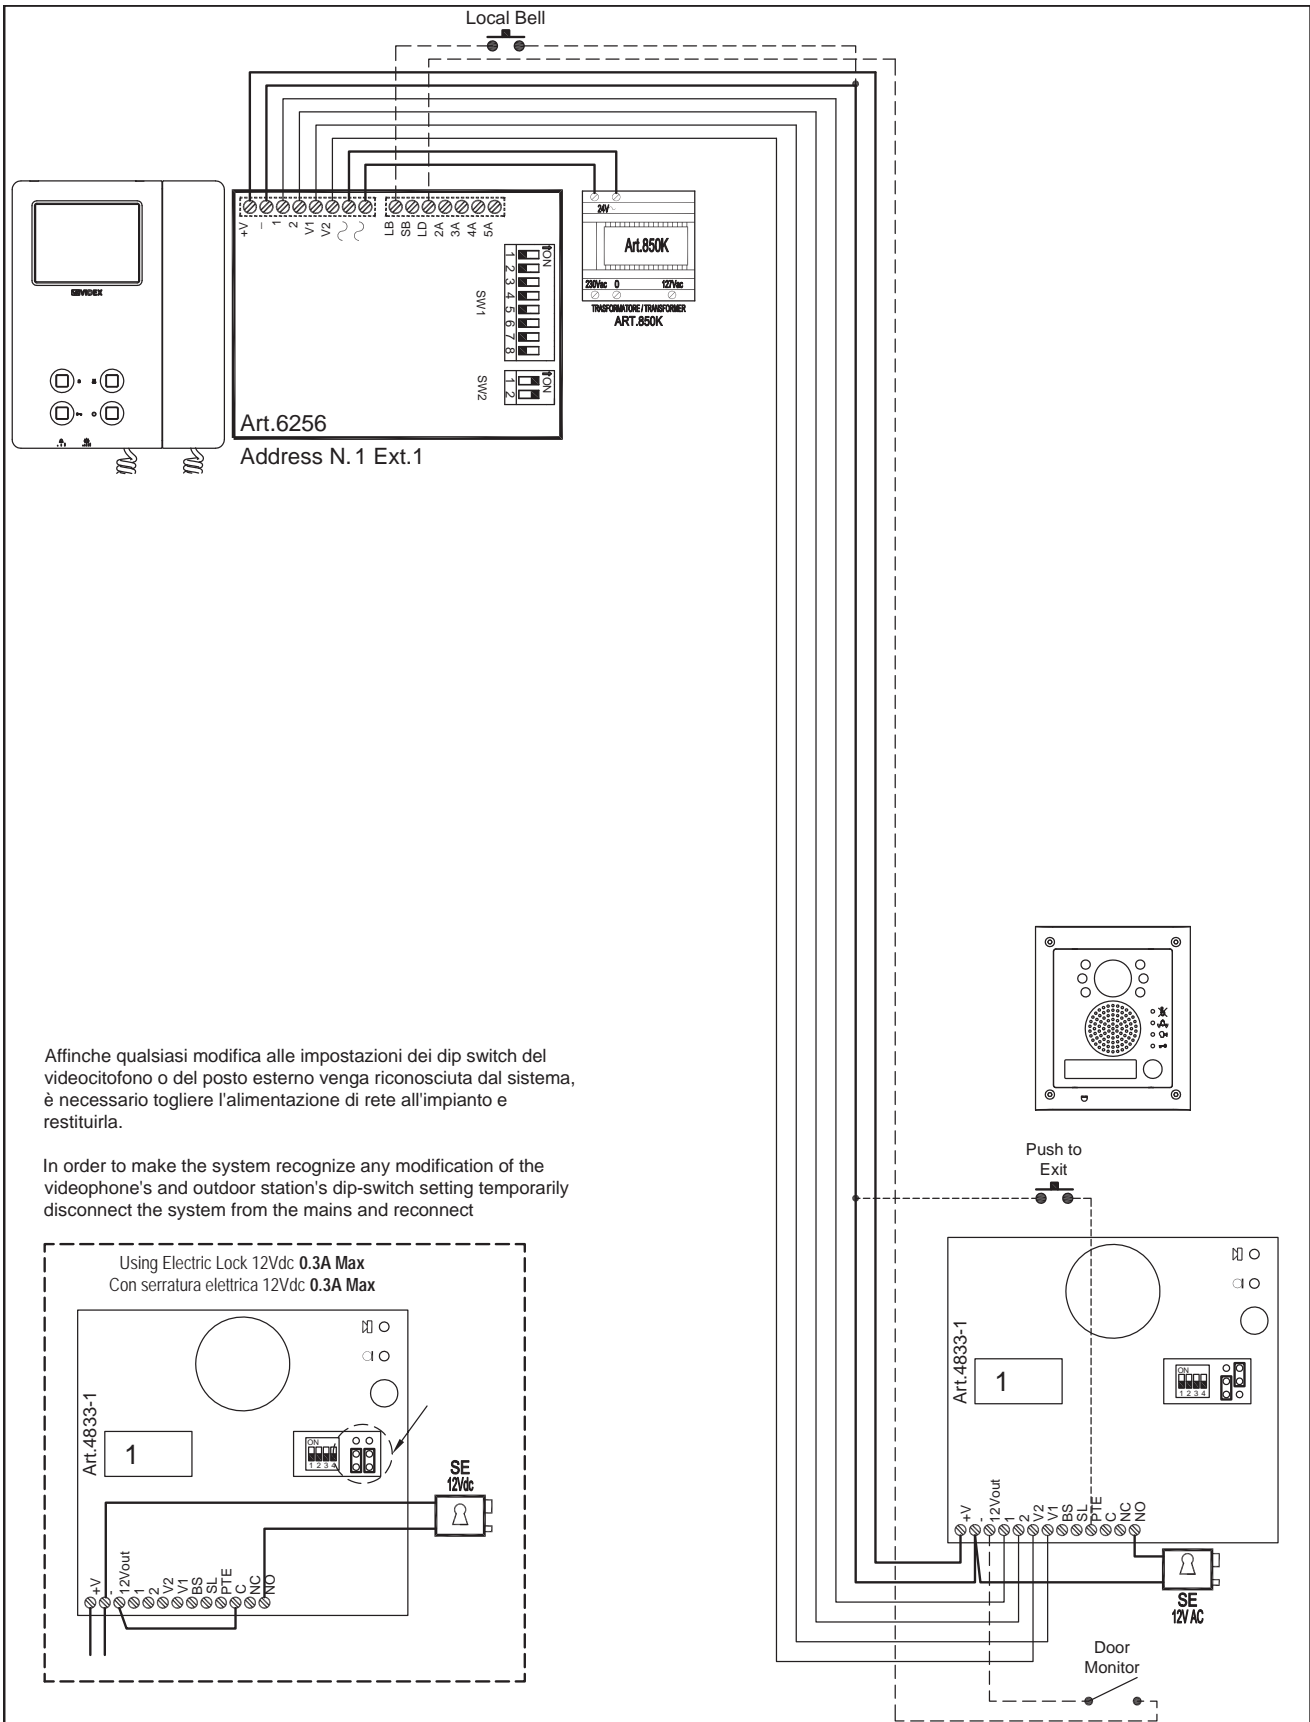 Local Bell
+V
–
1
2
V1
V2
LB
SB
LD
2A
3A
4A
5A
24V
Art.850K
230Vac 0 127Vac
TRASFORMATORE / TRANSFORMER
ART.850K
VIDEX
SW1
1
2
3
4
5
6
7
8
ON
SW2
1
2
ON
Art.6256
Address N. 1 Ext.1
Affinche qualsiasi modifica alle impostazioni dei dip switch del
videocitofono o del posto esterno venga riconosciuta dal sistema,
è necessario togliere l'alimentazione di rete all'impianto e
restituirla.
In order to make the system recognize any modification of the
videophone's and outdoor station's dip-switch setting temporarily
disconnect the system from the mains and reconnect
Push to
Exit
Using Electric Lock 12Vdc 0.3A Max
Con serratura elettrica 12Vdc 0.3A Max
Art.4833-1
1
ON
1 2 3 4
SE
12Vdc
+V
-
12Vout
1
2
V2
V1
BS
SL
PTE
C
NC
NO
Art.4833-1
1
ON
1 2 3 4
+V
-
12Vout
1
2
V2
V1
BS
SL
PTE
C
NC
NO
SE
12V AC
Door
Monitor